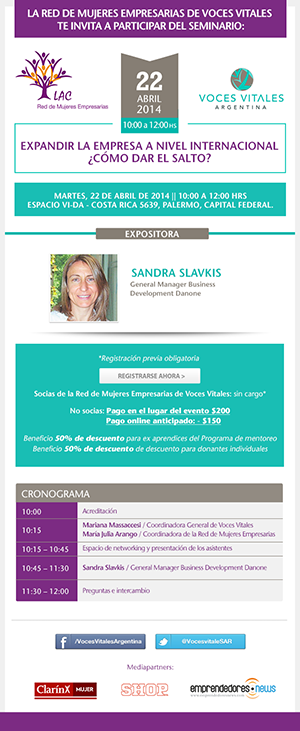 LA RED DE MUJERES EMPRESARIAS DE VOCES VITALES
TE INVITA A PARTICIPAR DEL SEMINARIO:
LAC
Red de Mujeres Empresarias
22
ABRIL
2014
10:00 a 12:00 HS
VOCES VITALES
ARGENTINA
EXPANDIR LA EMPRESA A NIVEL INTERNACIONAL
¿CÓMO DAR EL SALTO?
MARTES, 22 DE ABRIL DE 2014 || 10:00 A 12:00 HRS
ESPACIO VI-DA - COSTA RICA 5639, PALERMO, CAPITAL FEDERAL.
EXPOSITORA
SANDRA SLAVKIS
General Manager Business
Development Danone
*Registración previa obligatoria
REGISTRARSE AHORA >
Socias de la Red de Mujeres Empresarias de Voces Vitales: sin cargo*
No socias: Pago en el lugar del evento $200
Pago online anticipado: - $150
Beneficio 50% de descuento para ex aprendices del Programa de mentoreo
Beneficio 50% de descuento de descuento para donantes individuales
CRONOGRAMA
10:00 Acreditación
10:15 Mariana Massaccesi / Coordinadora General de Voces Vitales
María Julia Arango / Coordinadora de la Red de Mujeres Empresarias
10:15 – 10:45 Espacio de networking y presentación de los asistentes
10:45 – 11:30 Sandra Slavkis / General Manager Business Development Danone
11:30 – 12:00 Preguntas e intercambio
f /VocesVitalesArgentina
@VocesvitaleSAR
Mediapartners:
Clarín X MUJER
SHOP
emprendedores news